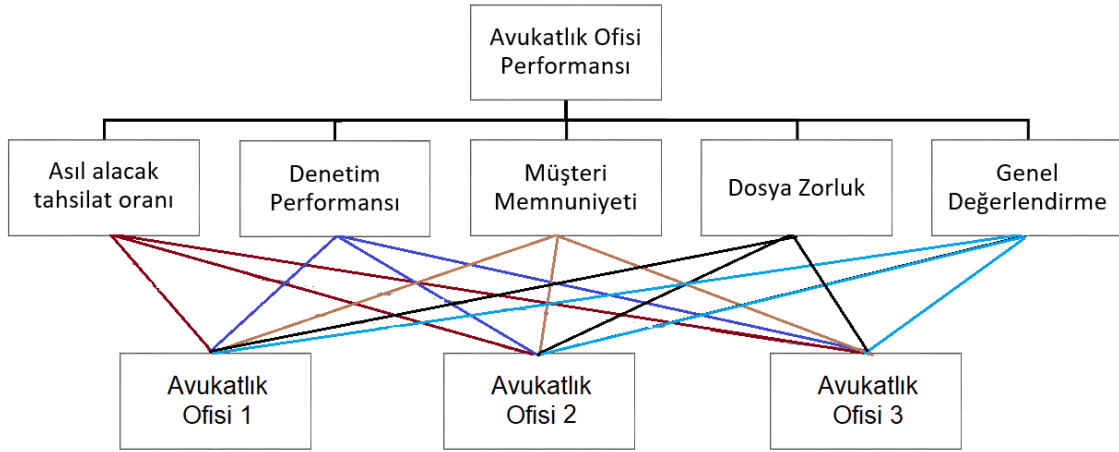 Avukatlık Ofisi
Performansı
Asıl alacak
tahsilat oranı
Denetim
Performansı
Müşteri
Memnuniyeti
Dosya Zorluk
Genel
Değerlendirme
Avukatlık
Ofisi 1
Avukatlık
Ofisi 2
Avukatlık
Ofisi 3